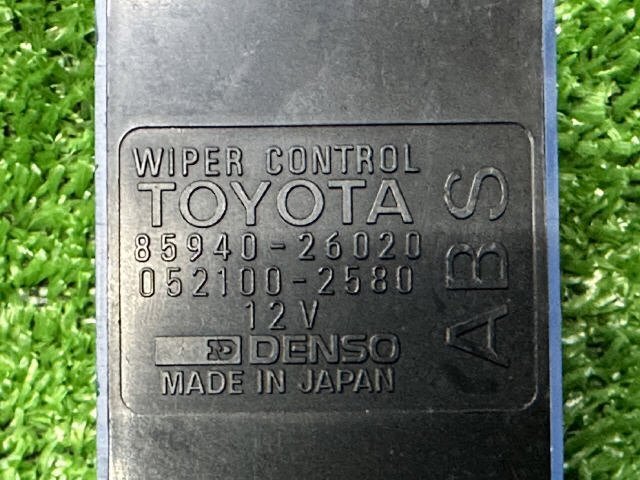 WIPER CONTROL
TOYOTA
85940-26020
052100-2580
12V
DENSO
MADE IN JAPAN
ABS